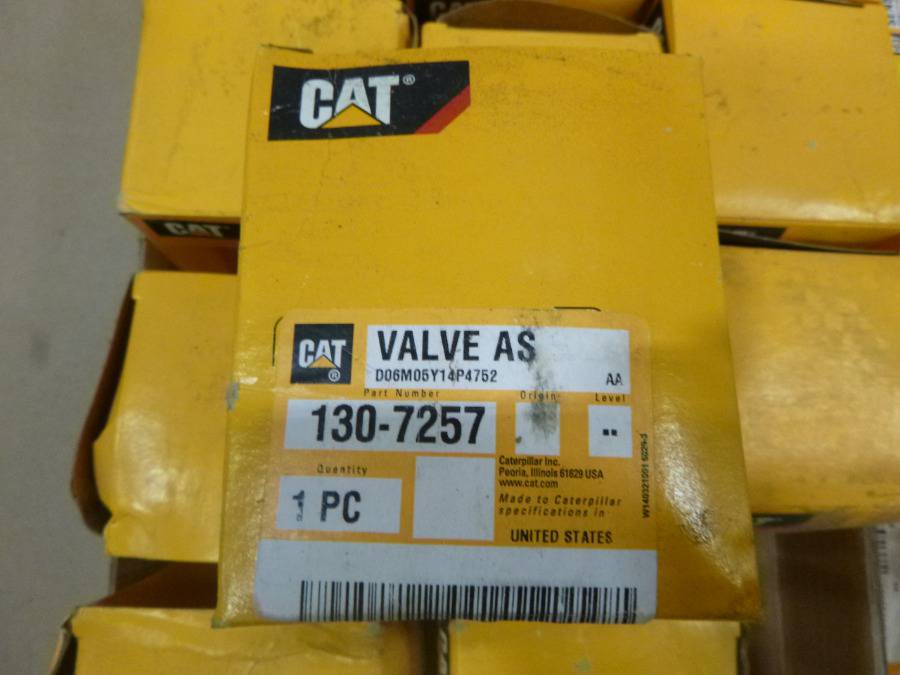 CAT®
CAT
CAT®
VALVE AS
D06M05Y14P4752
AA
Part Number
Origin
Level
130-7257
--
Quantity
1 PC
Caterpillar Inc.
Peoria, Illinois 61629 USA
www.cat.com
Made to Caterpillar
specifications in
UNITED STATES